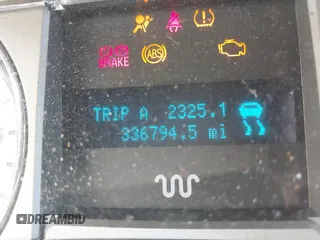 BRAKE
ABS
TRIP A 2325.1
336794.5 mi
DREAMBID